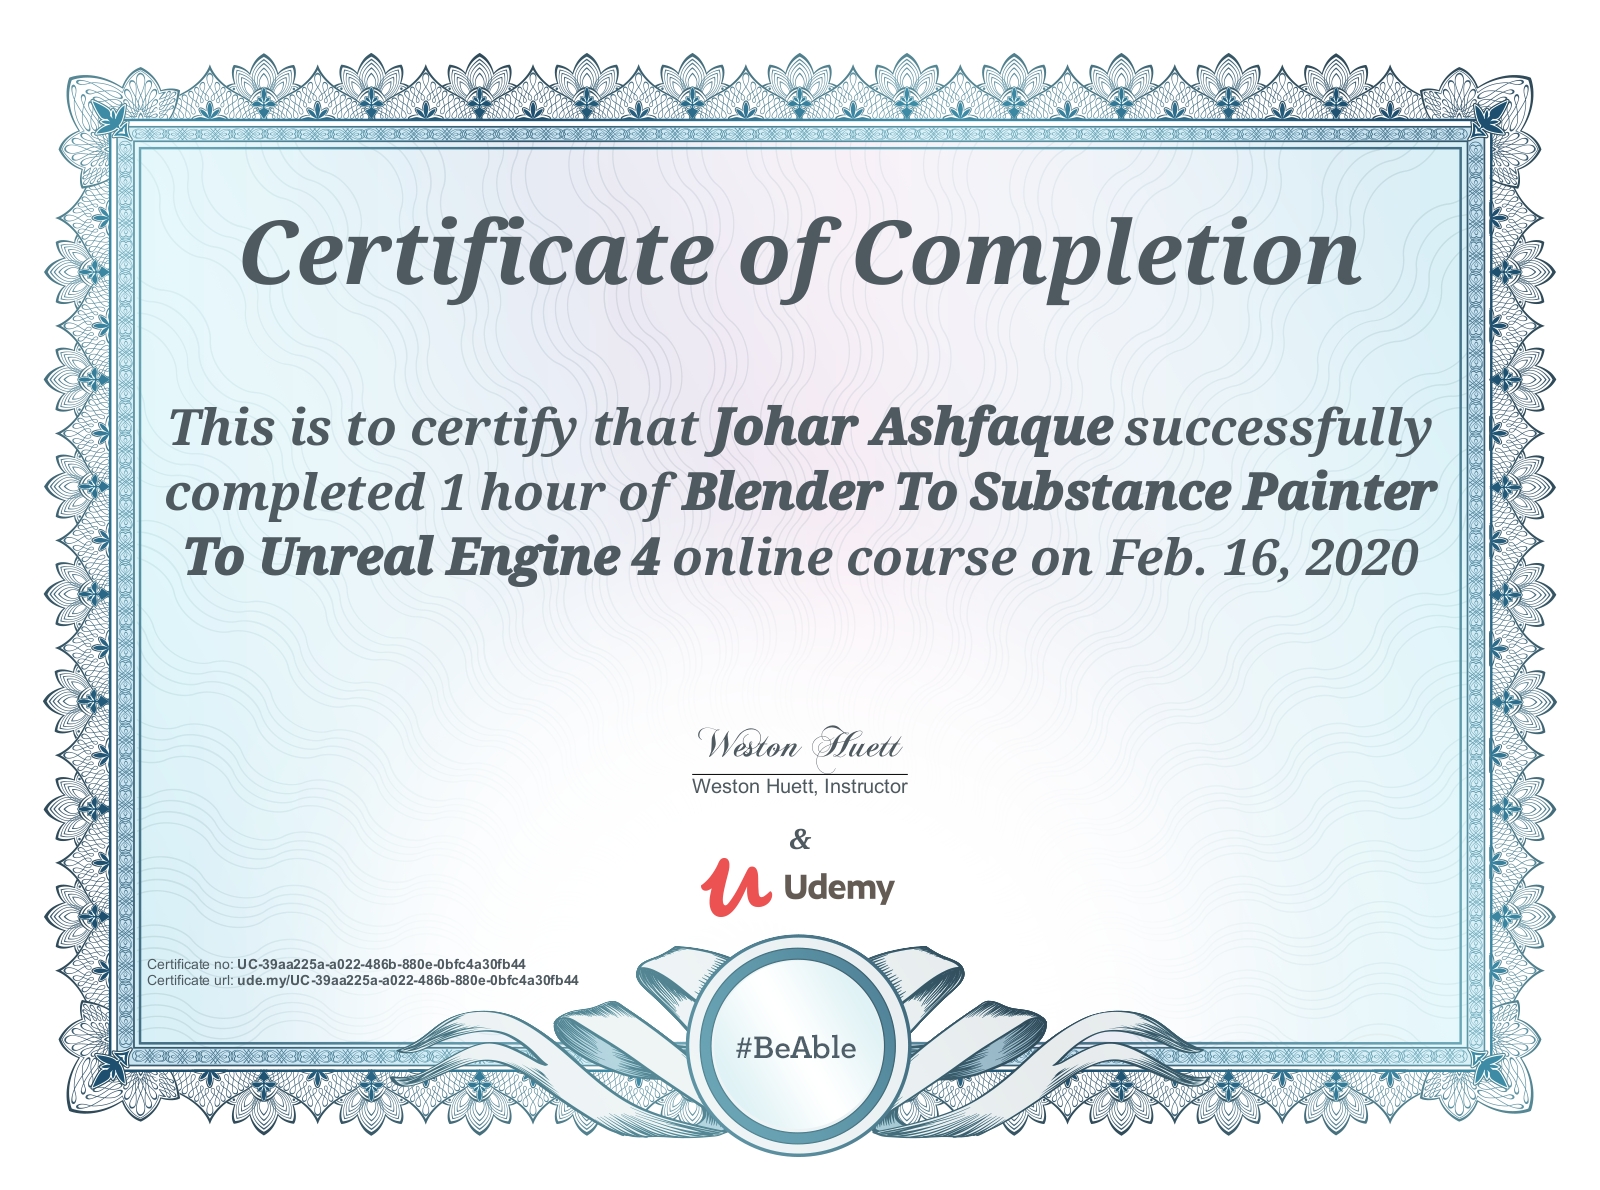 Certificate of Completion
This is to certify that Johar Ashfaque successfully
completed 1 hour of Blender To Substance Painter
To Unreal Engine 4 online course on Feb. 16, 2020
Weston Huett
Weston Huett, Instructor
&
Udemy
Certificate no: UC-39aa225a-a022-486b-880e-0bfc4a30fb44
Certificate url: ude.my/UC-39aa225a-a022-486b-880e-0bfc4a30fb44
#BeAble